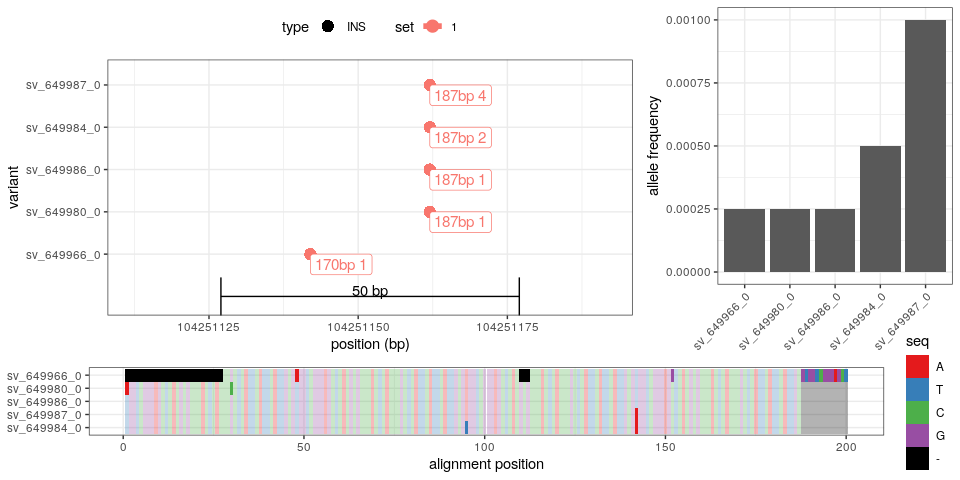 type INS set 1
variant
sv_649987_0
sv_649984_0
sv_649986_0
sv_649980_0
sv_649966_0
187bp 4
187bp 2
187bp 1
187bp 1
170bp 1
50 bp
104251125 104251150 104251175
position (bp)
allele frequency
0.00100
0.00075
0.00050
0.00025
0.00000
sv_649966_0 sv_649980_0 sv_649986_0 sv_649984_0 sv_649987_0
sv_649966_0
sv_649980_0
sv_649986_0
sv_649987_0
sv_649984_0
0 50 100 150 200
alignment position
seq
A
T
C
G
-